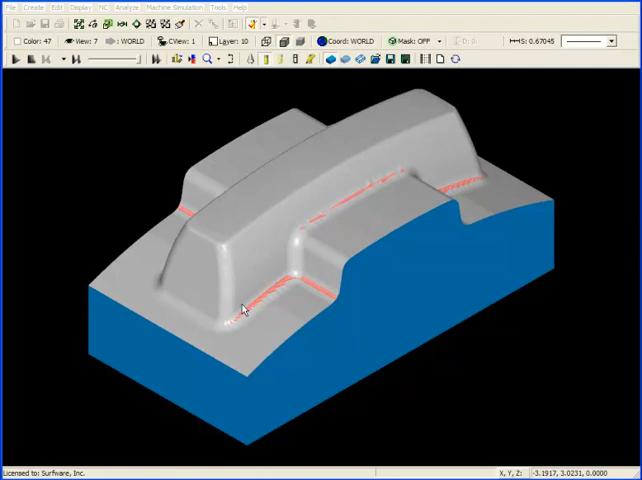 File Create Edit Display NC Analyze Machine Simulation Tools Help
Color: 47 View: 7 : WORLD CView: 1 Layer: 10 Coord: WORLD Mask: OFF D: 0 S: 0.67045
Licensed to: Surfware, Inc. X, Y, Z: -3.1917, 3.0231, 0.0000